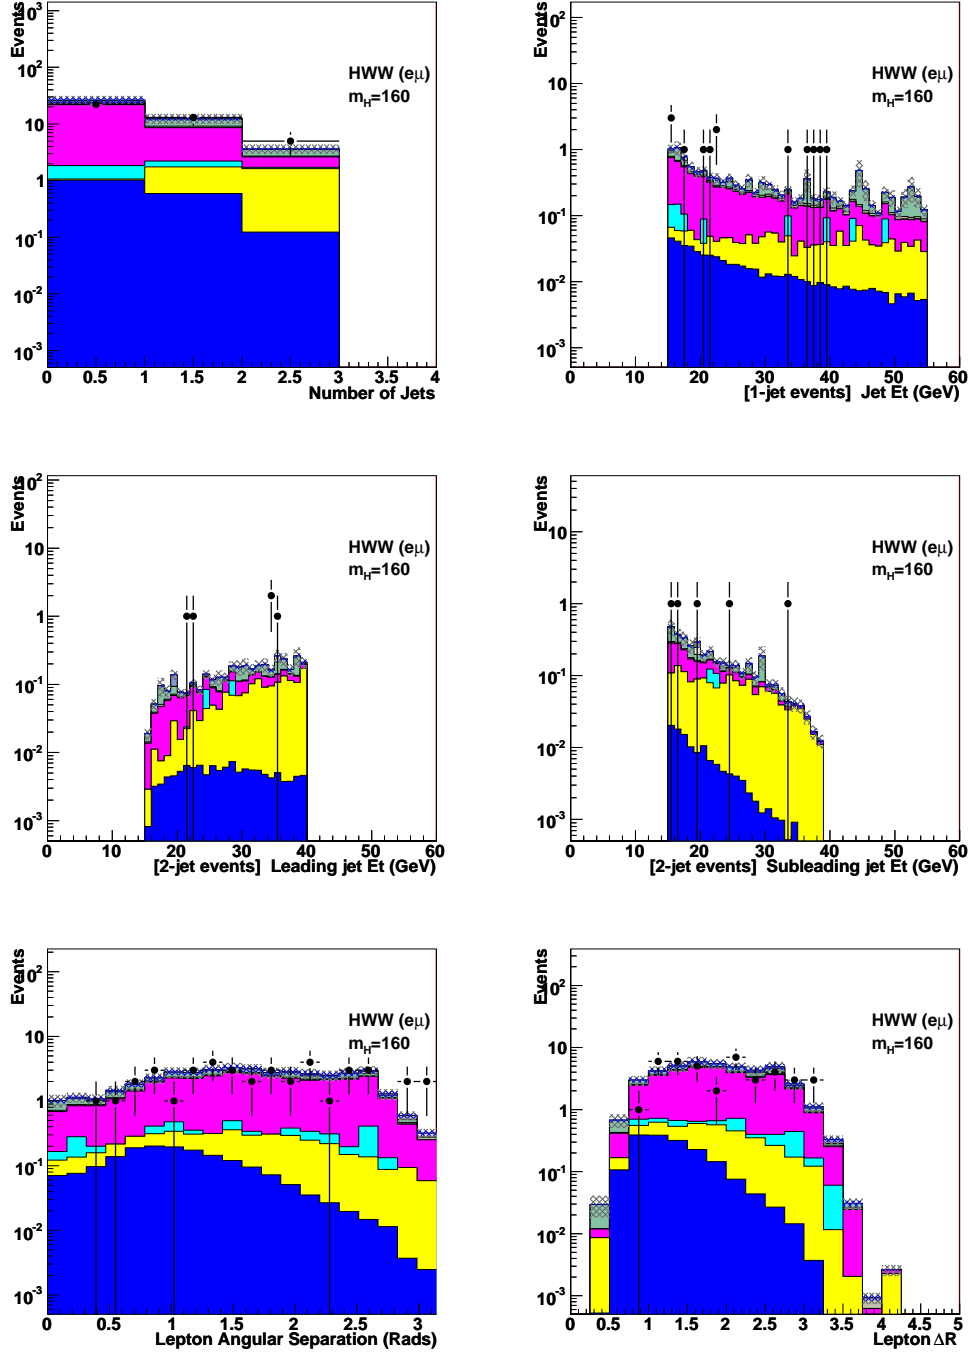 Events
10^3
10^2
10
1
10^-1
10^-2
10^-3
HWW (eμ)
m_H=160
0 0.5 1 1.5 2 2.5 3 3.5 4
Number of Jets
Events
10^2
10
1
10^-1
10^-2
10^-3
HWW (eμ)
m_H=160
0 10 20 30 40 50 60
[1-jet events] Jet Et (GeV)
Events
10^2
10
1
10^-1
10^-2
10^-3
HWW (eμ)
m_H=160
0 10 20 30 40 50 60
[2-jet events] Leading jet Et (GeV)
Events
10
1
10^-1
10^-2
10^-3
HWW (eμ)
m_H=160
0 10 20 30 40 50 60
[2-jet events] Subleading jet Et (GeV)
Events
10^2
10
1
10^-1
10^-2
10^-3
HWW (eμ)
m_H=160
0 0.5 1 1.5 2 2.5 3
Lepton Angular Separation (Rads)
Events
10^2
10
1
10^-1
10^-2
10^-3
HWW (eμ)
m_H=160
0 0.5 1 1.5 2 2.5 3 3.5 4 4.5 5
Lepton ΔR